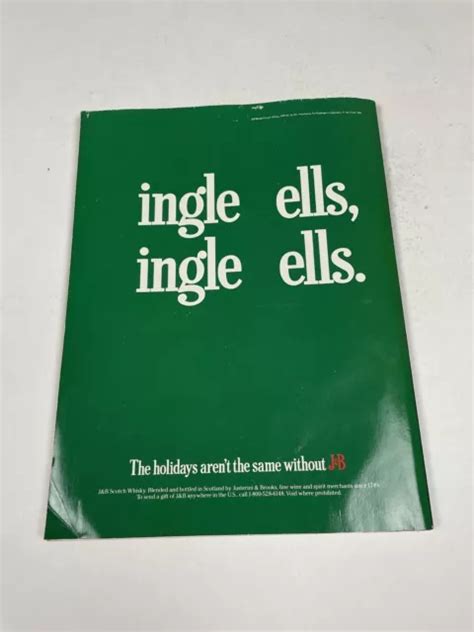 ingle ells,
ingle ells.
The holidays aren't the same without J&B
J&B Scotch Whisky. Blended and bottled in Scotland by Justerini & Brooks, fine wine and spirit merchants since 1749.
To send a gift of J&B anywhere in the U.S., call 1-800-528-6148. Void where prohibited.